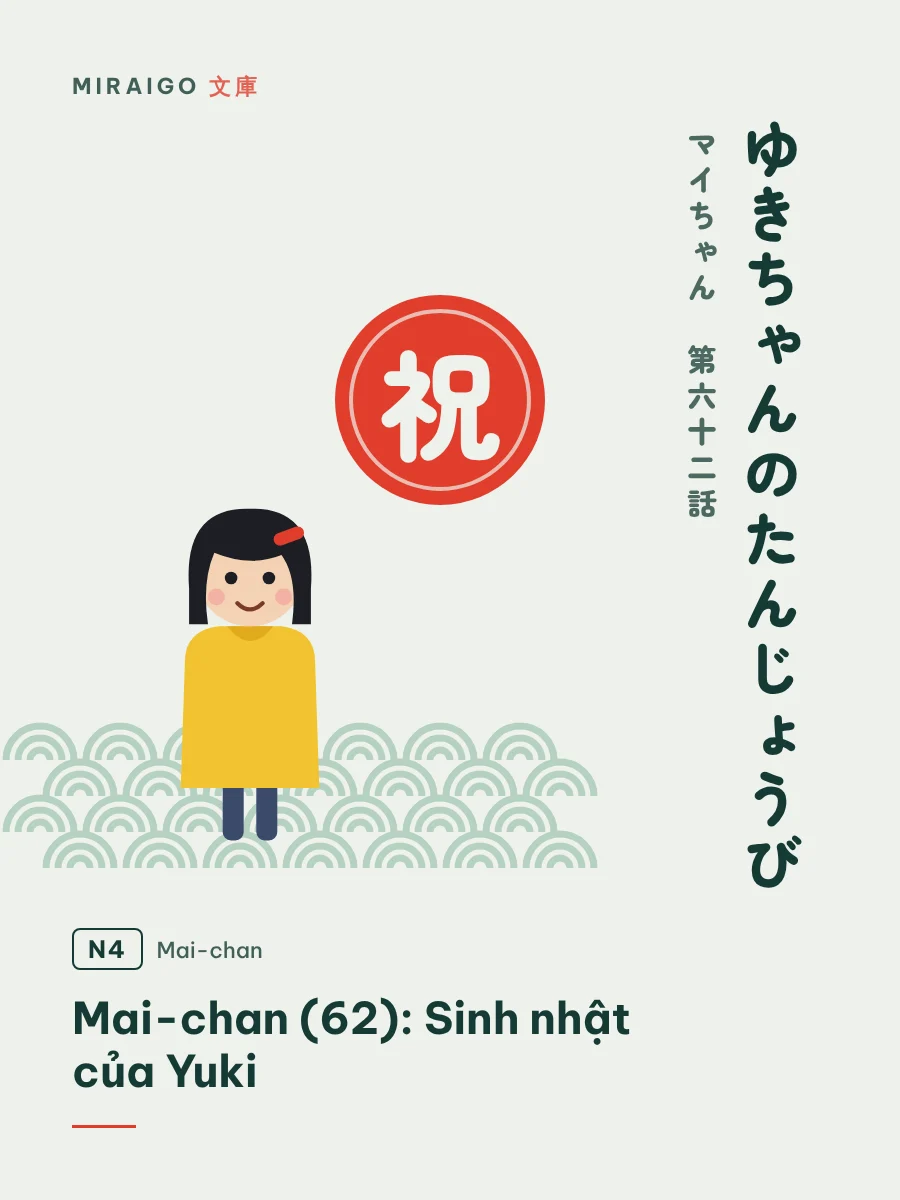 MIRAIGO 文庫
ゆきちゃんのたんじょうび
マイちゃん 第六十二話
祝
N4 Mai-chan
Mai-chan (62): Sinh nhật
của Yuki